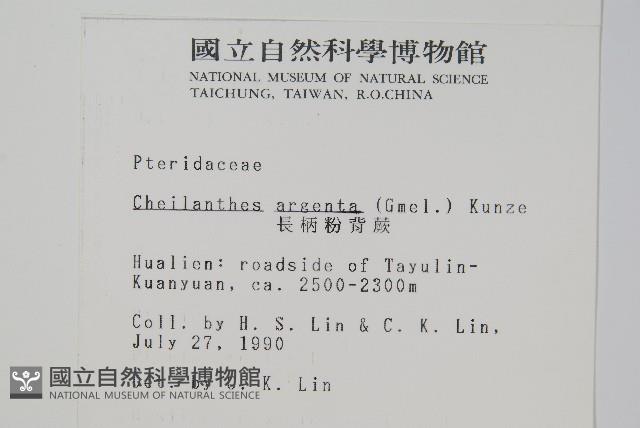 國立自然科學博物館
NATIONAL MUSEUM OF NATURAL SCIENCE
TAICHUNG, TAIWAN, R.O.CHINA
Pteridaceae
Cheilanthes argenta (Gmel.) Kunze
長柄粉背蕨
Hualien: roadside of Tayulin-
Kuanyuan, ca. 2500-2300m
Coll. by H. S. Lin & C. K. Lin,
July 27, 1990
by K. Lin
國立自然科學博物館
NATIONAL MUSEUM OF NATURAL SCIENCE